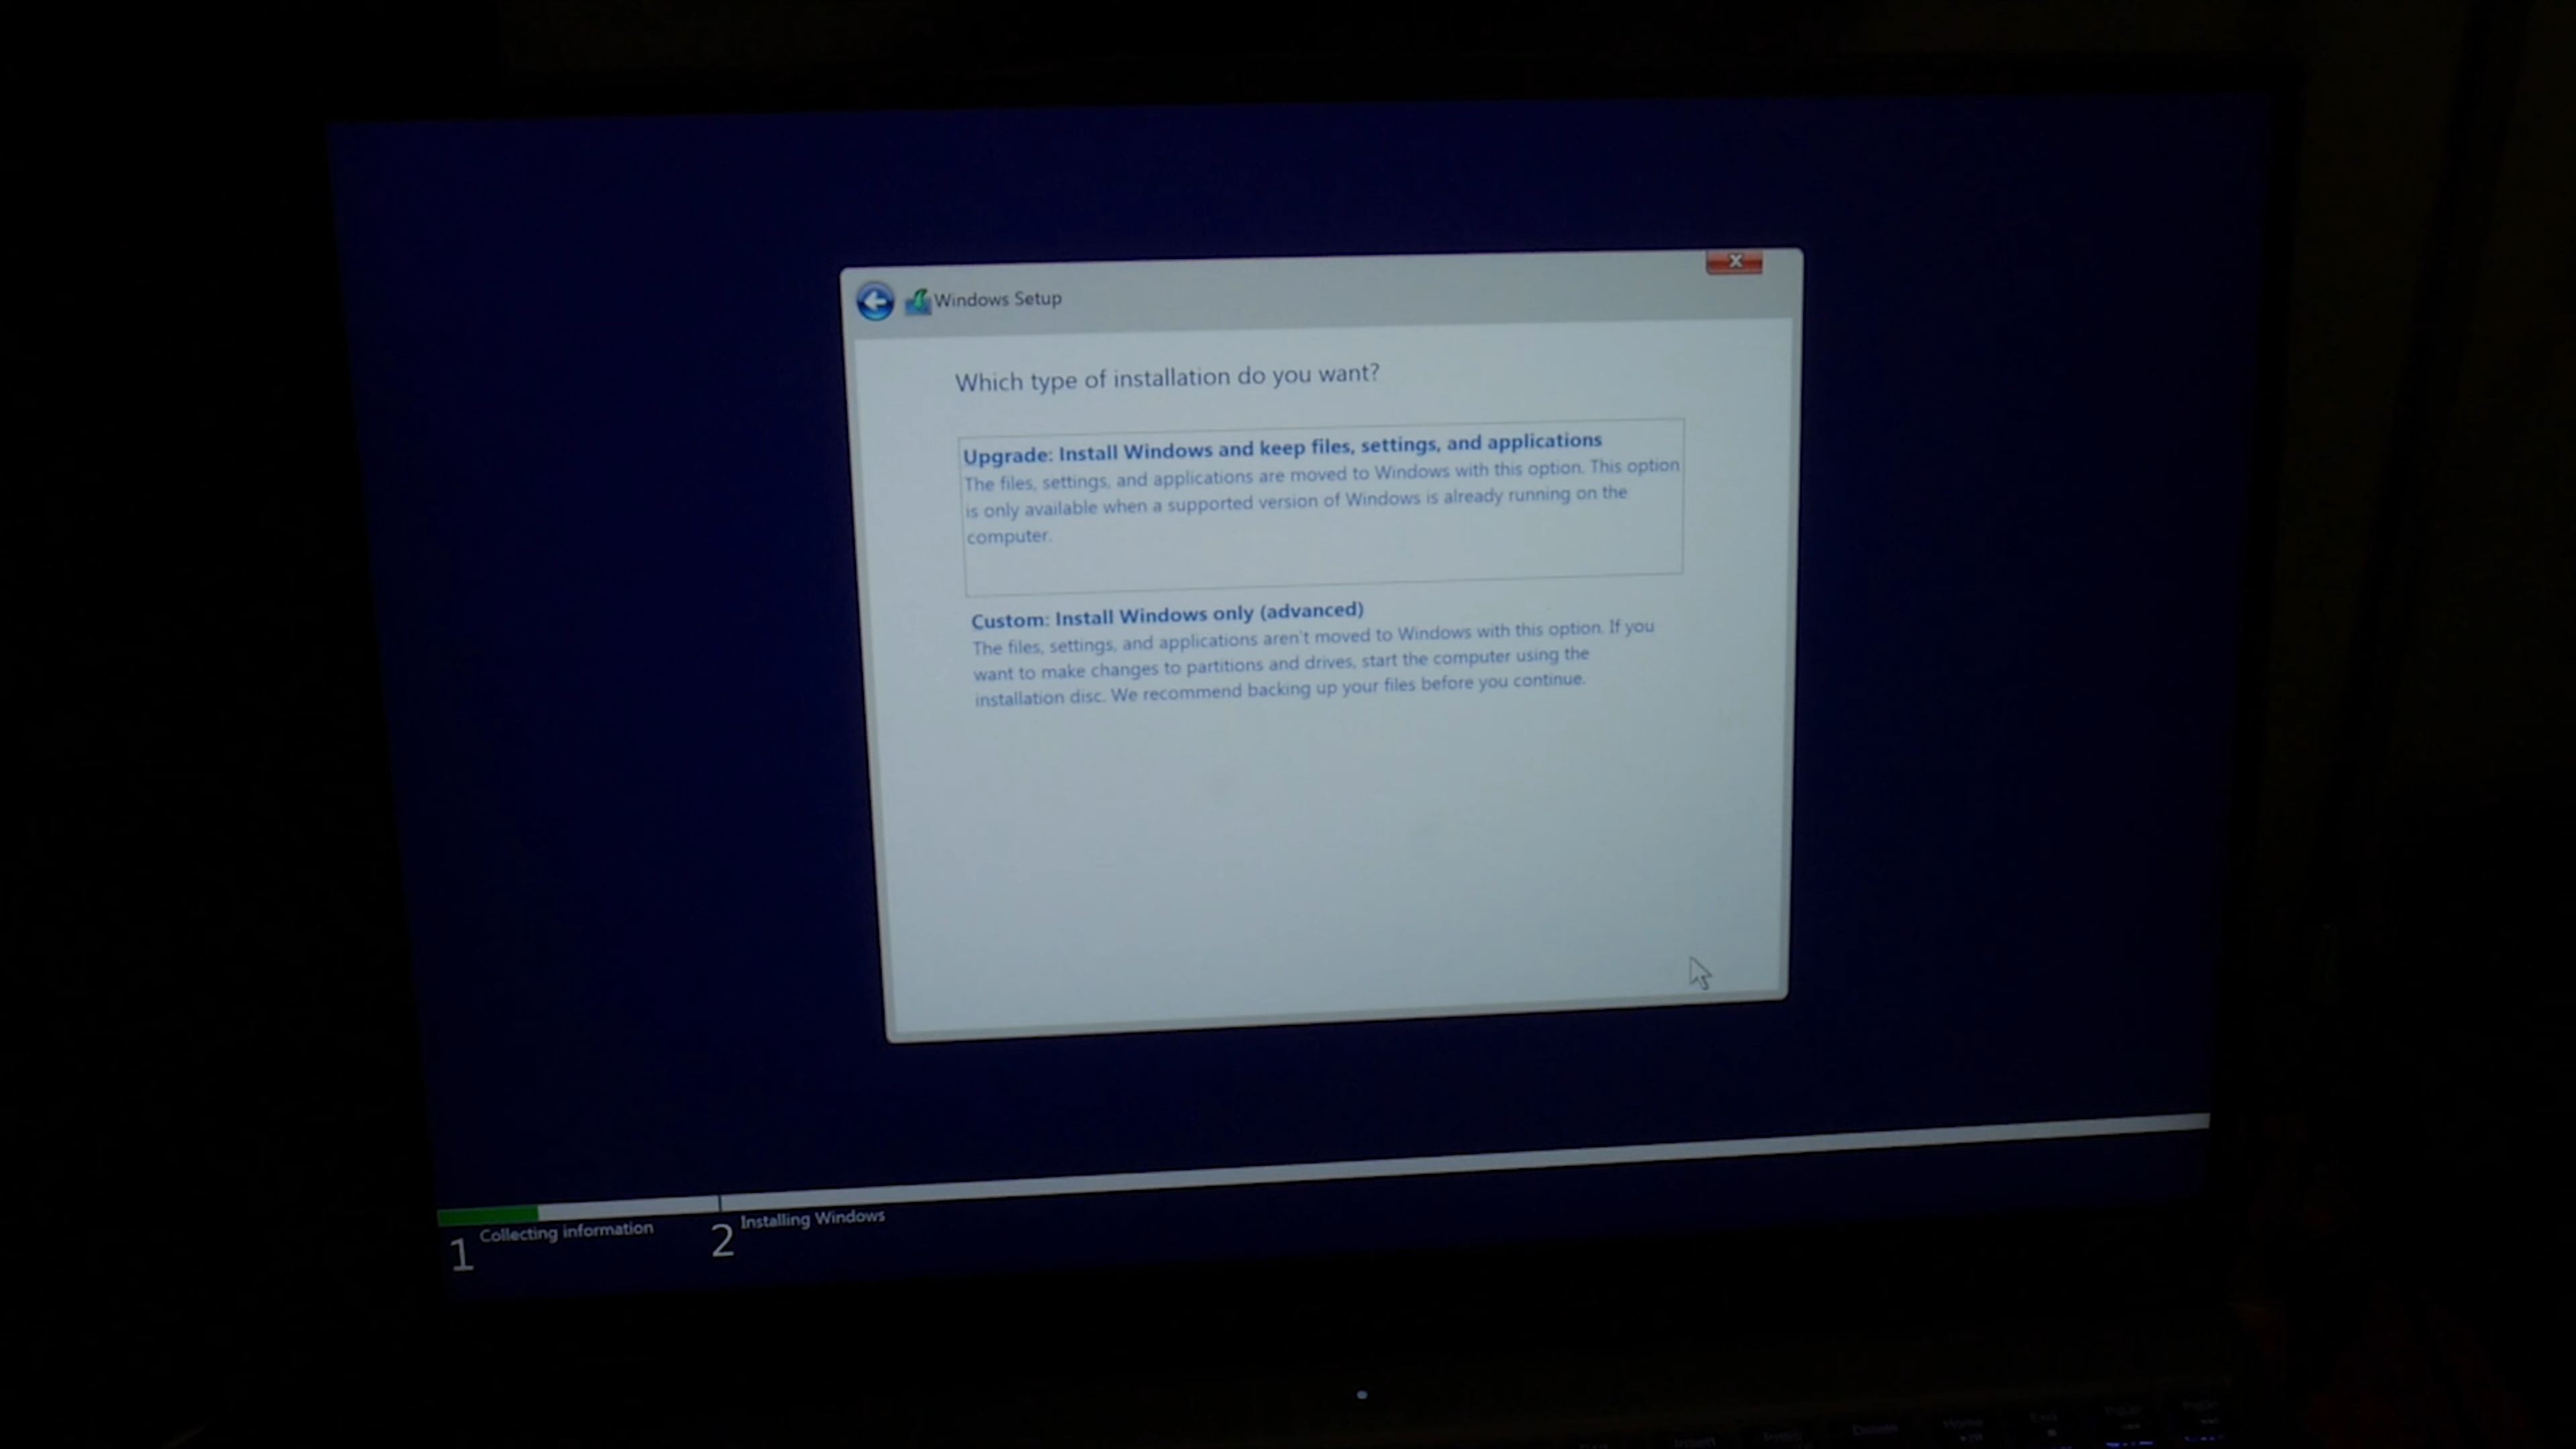 Windows Setup
Which type of installation do you want?
Upgrade: Install Windows and keep files, settings, and applications
The files, settings, and applications are moved to Windows with this option. This option
is only available when a supported version of Windows is already running on the
computer.
Custom: Install Windows only (advanced)
The files, settings, and applications aren't moved to Windows with this option. If you
want to make changes to partitions and drives, start the computer using the
installation disc. We recommend backing up your files before you continue.
1 Collecting information
2 Installing Windows
Insert
Delete
Home
End